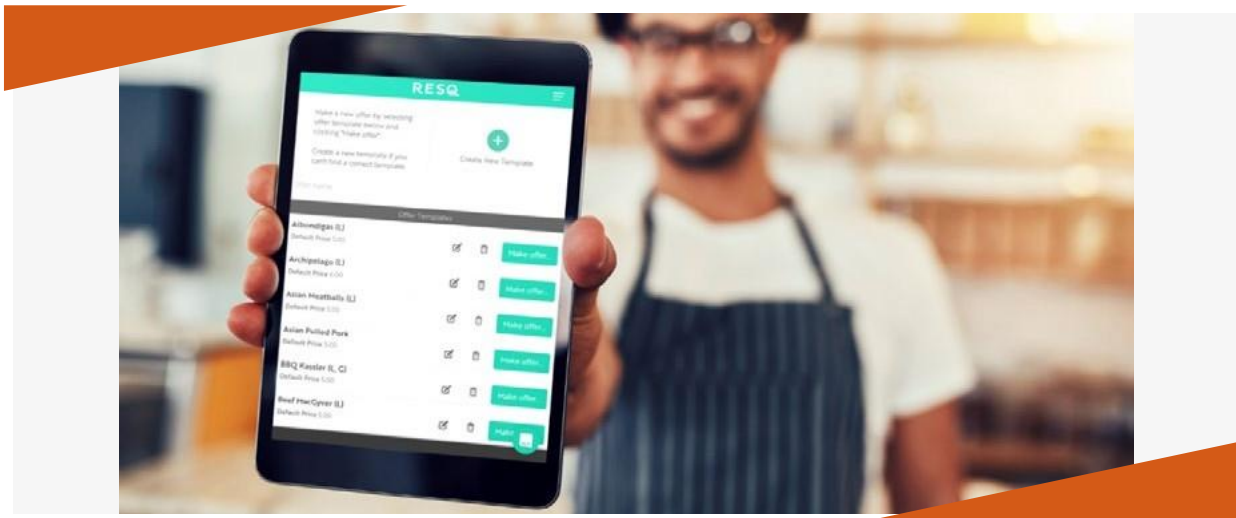 RESQ
Make a new offer by selecting
offer template below and
clicking "Make offer".
Create New Template
Create a new template if you
can't find a correct template.
Offer Templates
Albondigas (L)
Default Price 5.00
Make offer...
Archipelago (L)
Default Price 6.00
Make offer...
Asian Meatballs (L)
Default Price 5.00
Make offer...
Asian Pulled Pork
Default Price 5.00
Make offer...
BBQ Kassler (L, G)
Default Price 5.00
Make offer...
Beef MacGyver (L)
Default Price 5.00
Make